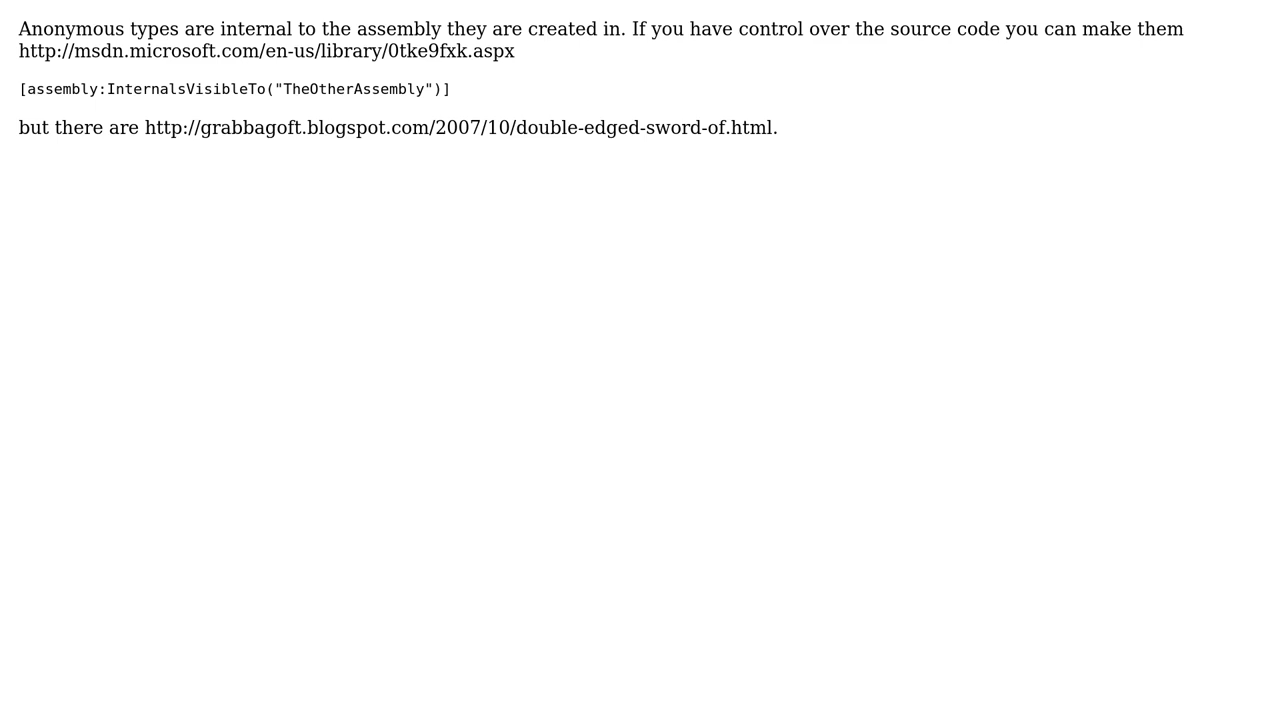 Anonymous types are internal to the assembly they are created in. If you have control over the source code you can make them
http://msdn.microsoft.com/en-us/library/0tke9fxk.aspx
[assembly:InternalsVisibleTo("TheOtherAssembly")]
but there are http://grabbagoft.blogspot.com/2007/10/double-edged-sword-of.html.